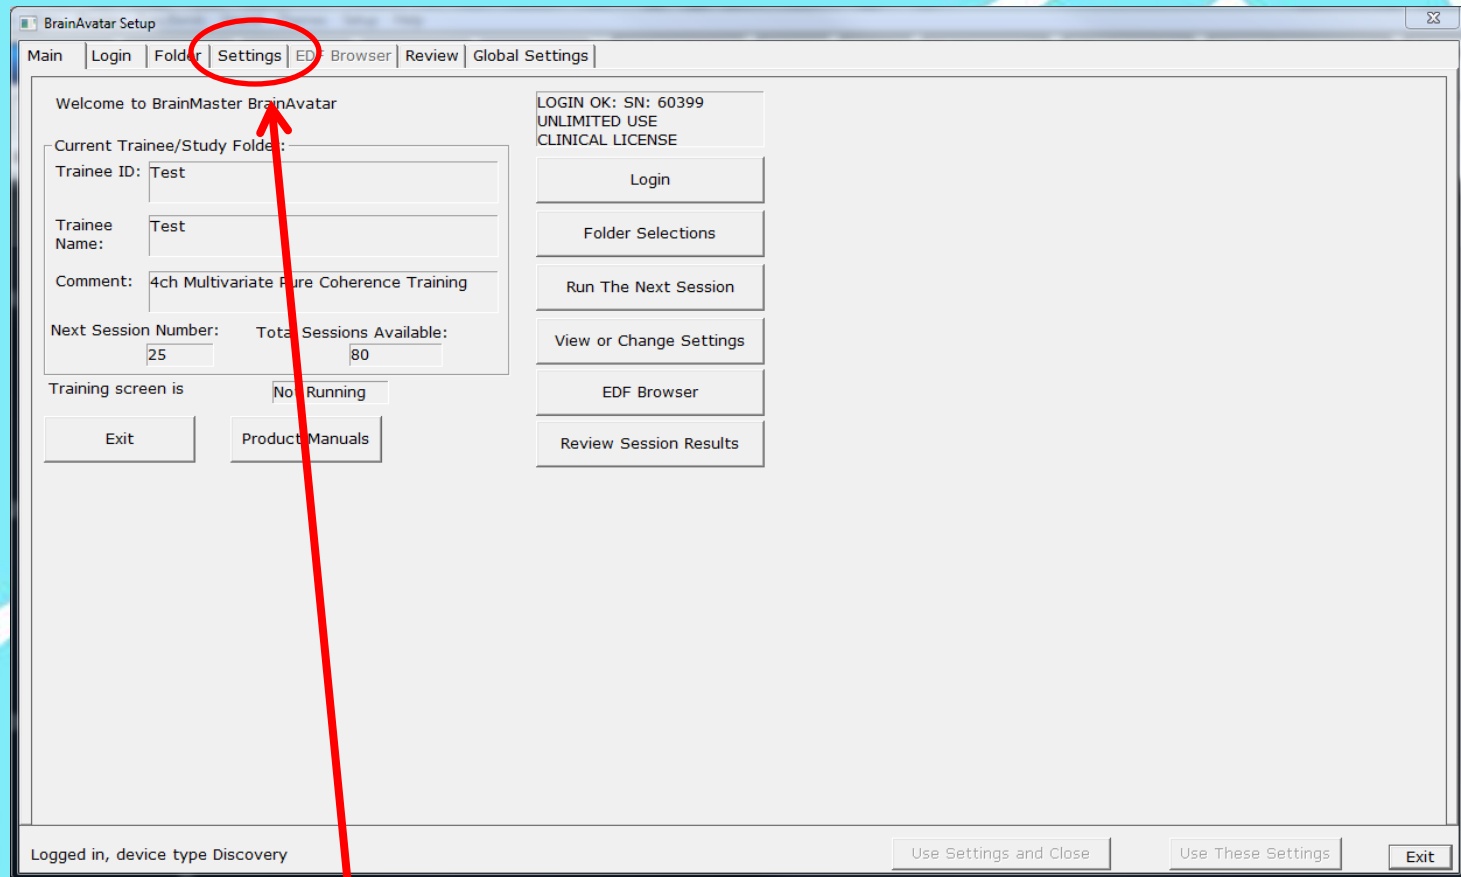 BrainAvatar Setup
Main Login Folder Settings EDF Browser Review Global Settings
Welcome to BrainMaster BrainAvatar
LOGIN OK: SN: 60399
UNLIMITED USE
CLINICAL LICENSE
Current Trainee/Study Folder:
Trainee ID: Test
Trainee
Name:
Test
Comment: 4ch Multivariate Pure Coherence Training
Next Session Number: Total Sessions Available:
25 80
Training screen is Not Running
Exit Product Manuals
Login
Folder Selections
Run The Next Session
View or Change Settings
EDF Browser
Review Session Results
Logged in, device type Discovery
Use Settings and Close Use These Settings Exit